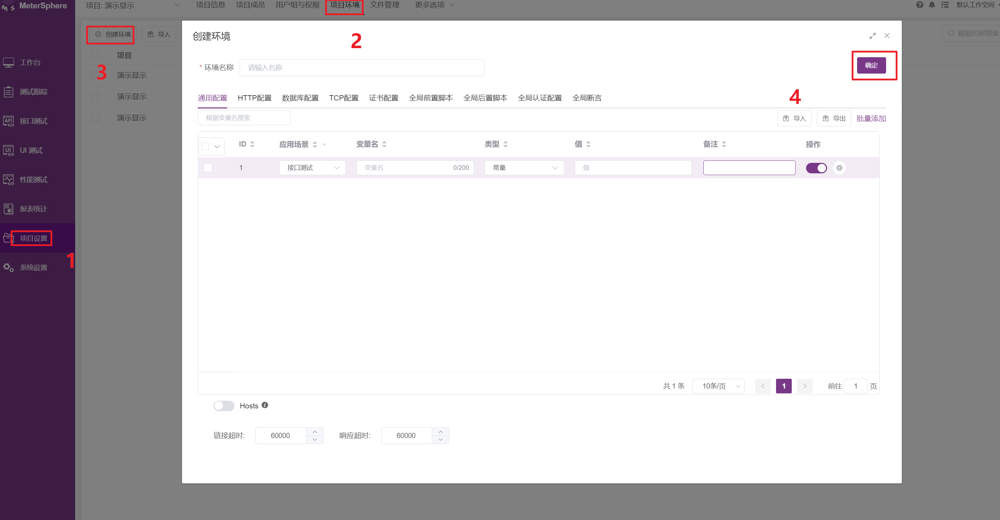 MeterSphere
项目: 演示显示
项目信息 项目成员 用户组与权限 项目环境 文件管理 更多选项
默认工作空间
工作台
测试跟踪
接口测试
UI 测试
性能测试
报表统计
项目设置
系统设置
1
创建环境 导入
根据名称搜索
项目
3
演示显示
演示显示
演示显示
创建环境
2
* 环境名称 请输入名称
确定
通用配置 HTTP配置 数据库配置 TCP配置 证书配置 全局前置脚本 全局后置脚本 全局认证配置 全局断言
4
根据变量名搜索
导入 导出 批量添加
ID 应用场景 变量名 类型 值 备注 操作
1 接口测试 变量名 0/200 常量 值
共 1 条 10条/页 1 前往 1 页
Hosts
链接超时: 60000 响应超时: 60000